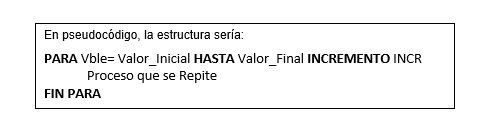 En pseudocódigo, la estructura sería:
PARA Vble= Valor_Inicial HASTA Valor_Final INCREMENTO INCR
Proceso que se Repite
FIN PARA